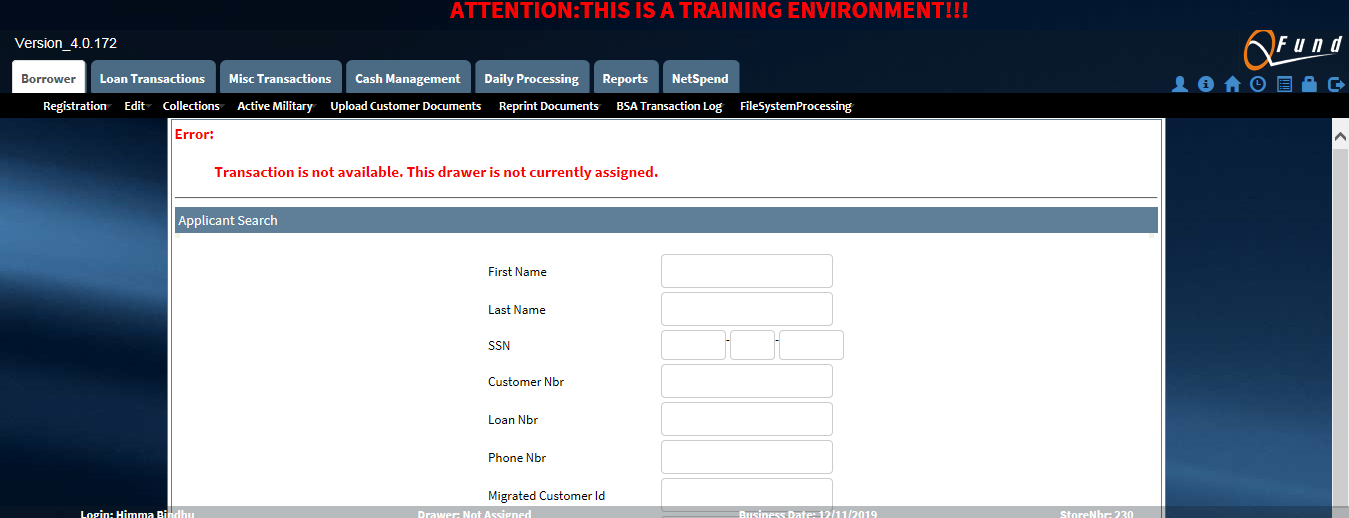 ATTENTION:THIS IS A TRAINING ENVIRONMENT!!!
Version_4.0.172
QFund
Borrower Loan Transactions Misc Transactions Cash Management Daily Processing Reports NetSpend
Registration Edit Collections Active Military Upload Customer Documents Reprint Documents BSA Transaction Log FileSystemProcessing
Error:
Transaction is not available. This drawer is not currently assigned.
Applicant Search
First Name
Last Name
SSN - -
Customer Nbr
Loan Nbr
Phone Nbr
Migrated Customer Id
Login: Himma Bindhu Drawer: Not Assigned Business Date: 12/11/2019 StoreNbr: 230